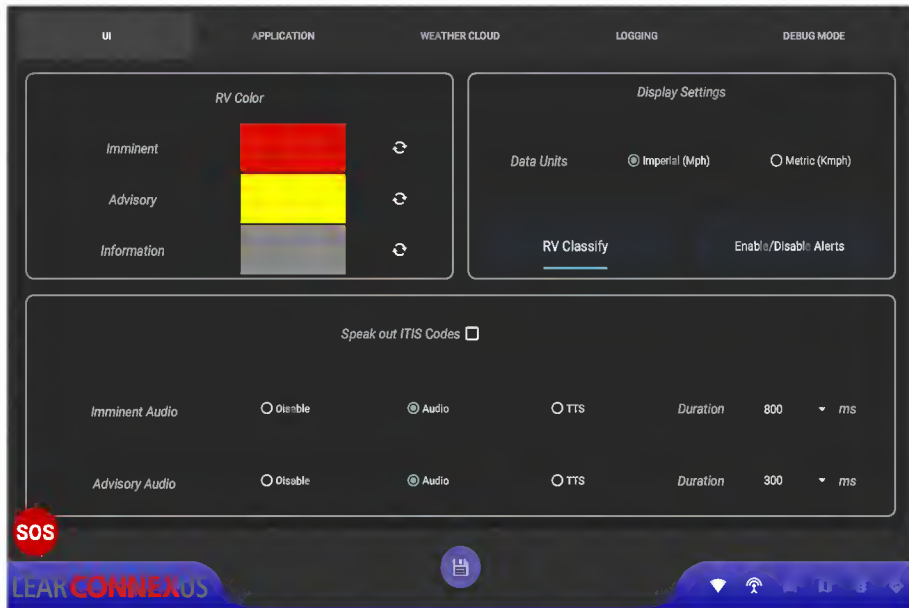 UI APPLICATION WEATHER CLOUD LOGGING DEBUG MODE
RV Color
Imminent
Advisory
Information
Display Settings
Data Units Imperial (Mph) Metric (Kmph)
RV Classify Enable/Disable Alerts
Speak out ITIS Codes
Imminent Audio Disable Audio TTS Duration 800 ms
Advisory Audio Disable Audio TTS Duration 300 ms
SOS
LEAR CONNEXUS